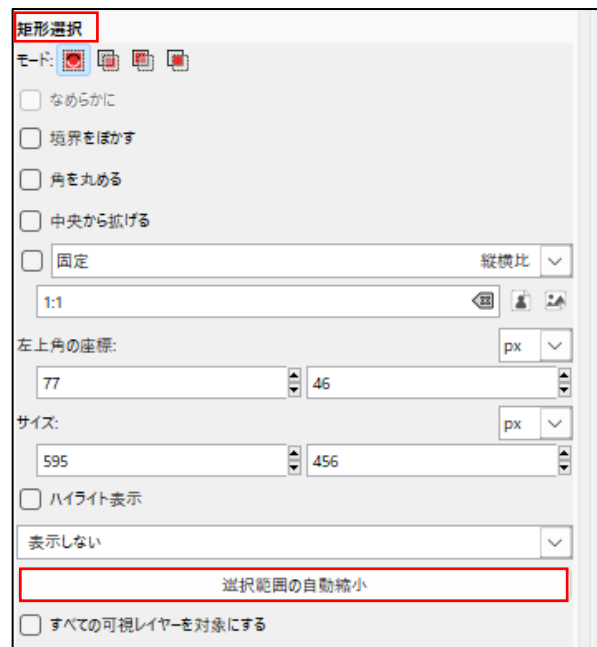 矩形選択
モード:
なめらかに
境界をぼかす
角を丸める
中央から拡げる
固定 縦横比
1:1
左上角の座標: px
77 46
サイズ: px
595 456
ハイライト表示
表示しない
選択範囲の自動縮小
すべての可視レイヤーを対象にする